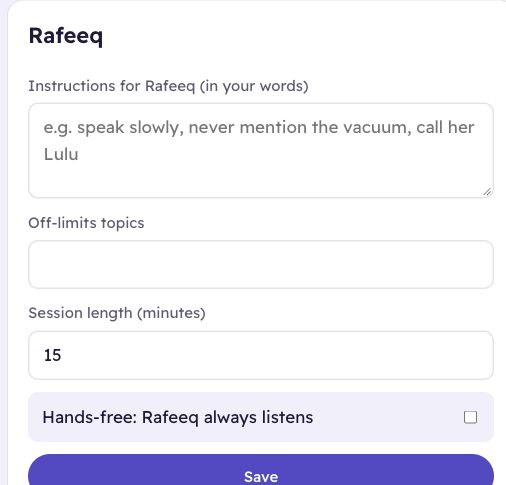 Rafeeq
Instructions for Rafeeq (in your words)
e.g. speak slowly, never mention the vacuum, call her
Lulu
Off-limits topics
Session length (minutes)
15
Hands-free: Rafeeq always listens
Save